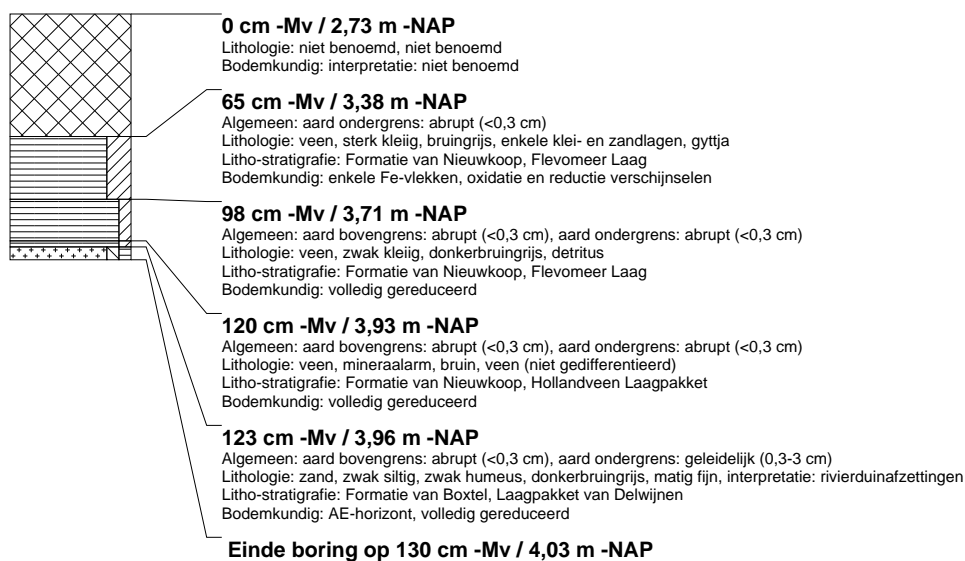 0 cm -Mv / 2,73 m -NAP
Lithologie: niet benoemd, niet benoemd
Bodemkundig: interpretatie: niet benoemd
65 cm -Mv / 3,38 m -NAP
Algemeen: aard ondergrens: abrupt (<0,3 cm)
Lithologie: veen, sterk kleiig, bruingrijs, enkele klei- en zandlagen, gyttja
Litho-stratigrafie: Formatie van Nieuwkoop, Flevomeer Laag
Bodemkundig: enkele Fe-vlekken, oxidatie en reductie verschijnselen
98 cm -Mv / 3,71 m -NAP
Algemeen: aard bovengrens: abrupt (<0,3 cm), aard ondergrens: abrupt (<0,3 cm)
Lithologie: veen, zwak kleiig, donkerbruingrijs, detritus
Litho-stratigrafie: Formatie van Nieuwkoop, Flevomeer Laag
Bodemkundig: volledig gereduceerd
120 cm -Mv / 3,93 m -NAP
Algemeen: aard bovengrens: abrupt (<0,3 cm), aard ondergrens: abrupt (<0,3 cm)
Lithologie: veen, mineraalarm, bruin, veen (niet gedifferentieerd)
Litho-stratigrafie: Formatie van Nieuwkoop, Hollandveen Laagpakket
Bodemkundig: volledig gereduceerd
123 cm -Mv / 3,96 m -NAP
Algemeen: aard bovengrens: abrupt (<0,3 cm), aard ondergrens: geleidelijk (0,3-3 cm)
Lithologie: zand, zwak siltig, zwak humeus, donkerbruingrijs, matig fijn, interpretatie: rivierduinafzettingen
Litho-stratigrafie: Formatie van Boxtel, Laagpakket van Delwijnen
Bodemkundig: AE-horizont, volledig gereduceerd
Einde boring op 130 cm -Mv / 4,03 m -NAP